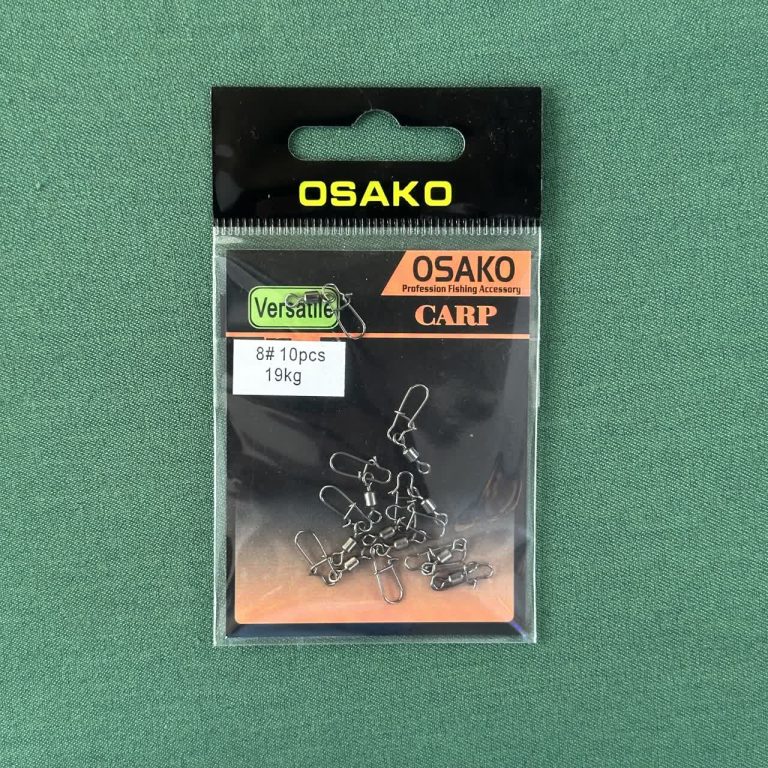 OSAKO
OSAKO
Profession Fishing Accessory
Versatile
CARP
8# 10pcs
19kg